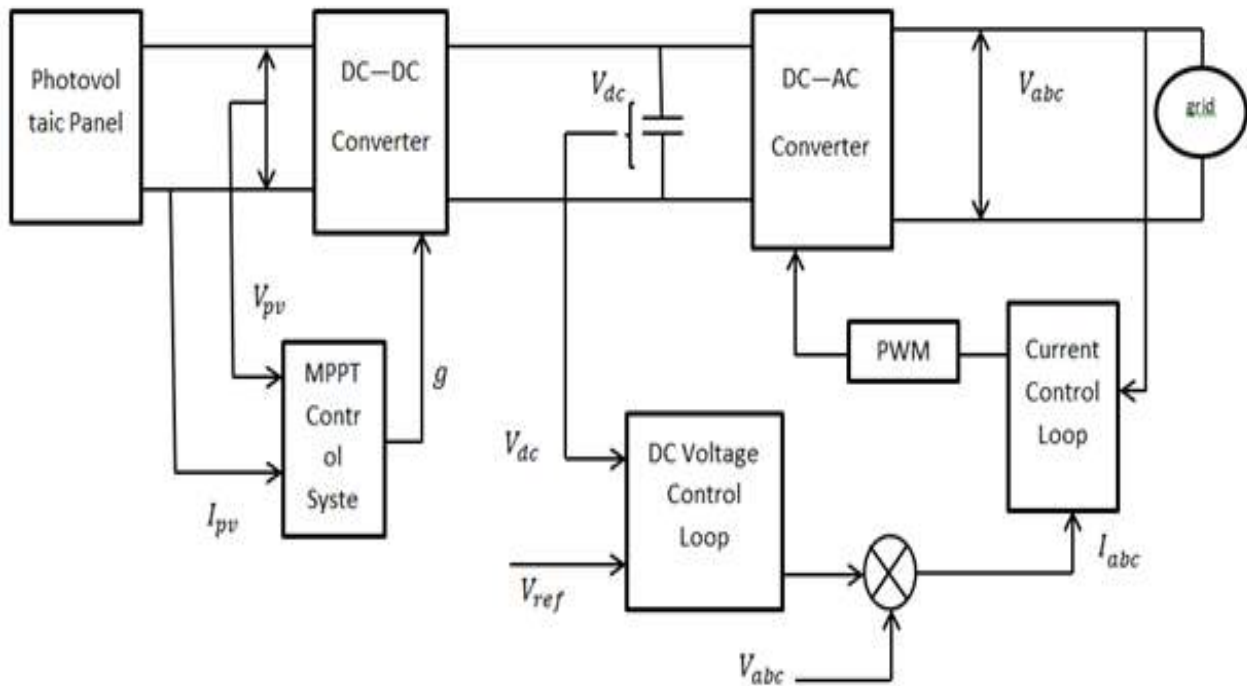 Photovol
taic Panel
DC—DC
Converter
V_dc
DC—AC
Converter
V_abc
grid
V_pv
MPPT
Contr
ol
Syste
g
I_pv
PWM
Current
Control
Loop
V_dc
DC Voltage
Control
Loop
V_ref
I_abc
V_abc